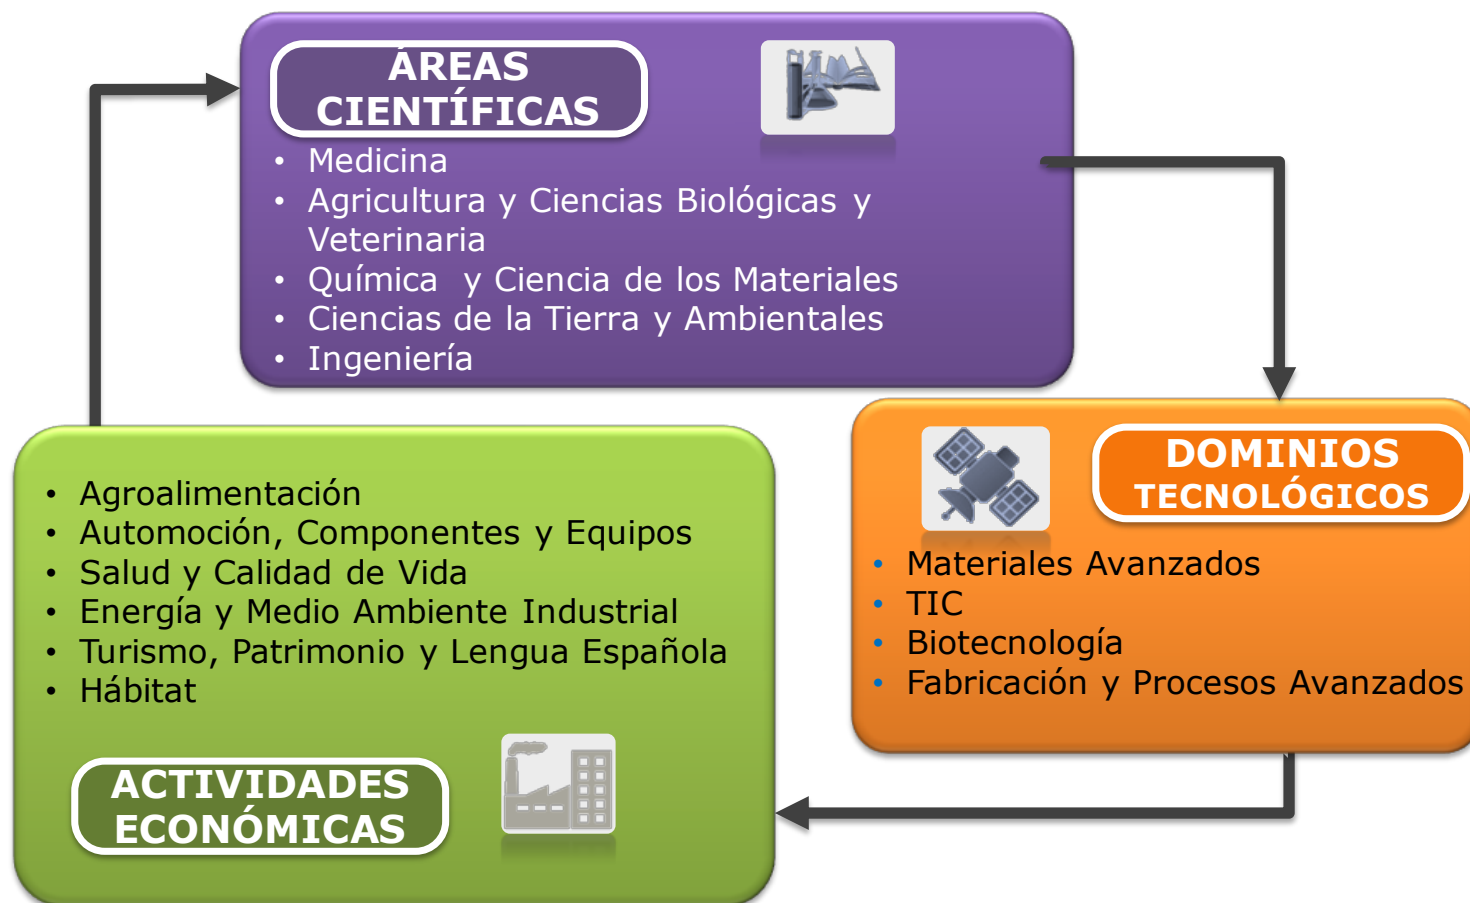 ÁREAS
CIENTÍFICAS
• Medicina
• Agricultura y Ciencias Biológicas y
Veterinaria
• Química y Ciencia de los Materiales
• Ciencias de la Tierra y Ambientales
• Ingeniería
DOMINIOS
TECNOLÓGICOS
• Materiales Avanzados
• TIC
• Biotecnología
• Fabricación y Procesos Avanzados
• Agroalimentación
• Automoción, Componentes y Equipos
• Salud y Calidad de Vida
• Energía y Medio Ambiente Industrial
• Turismo, Patrimonio y Lengua Española
• Hábitat
ACTIVIDADES
ECONÓMICAS